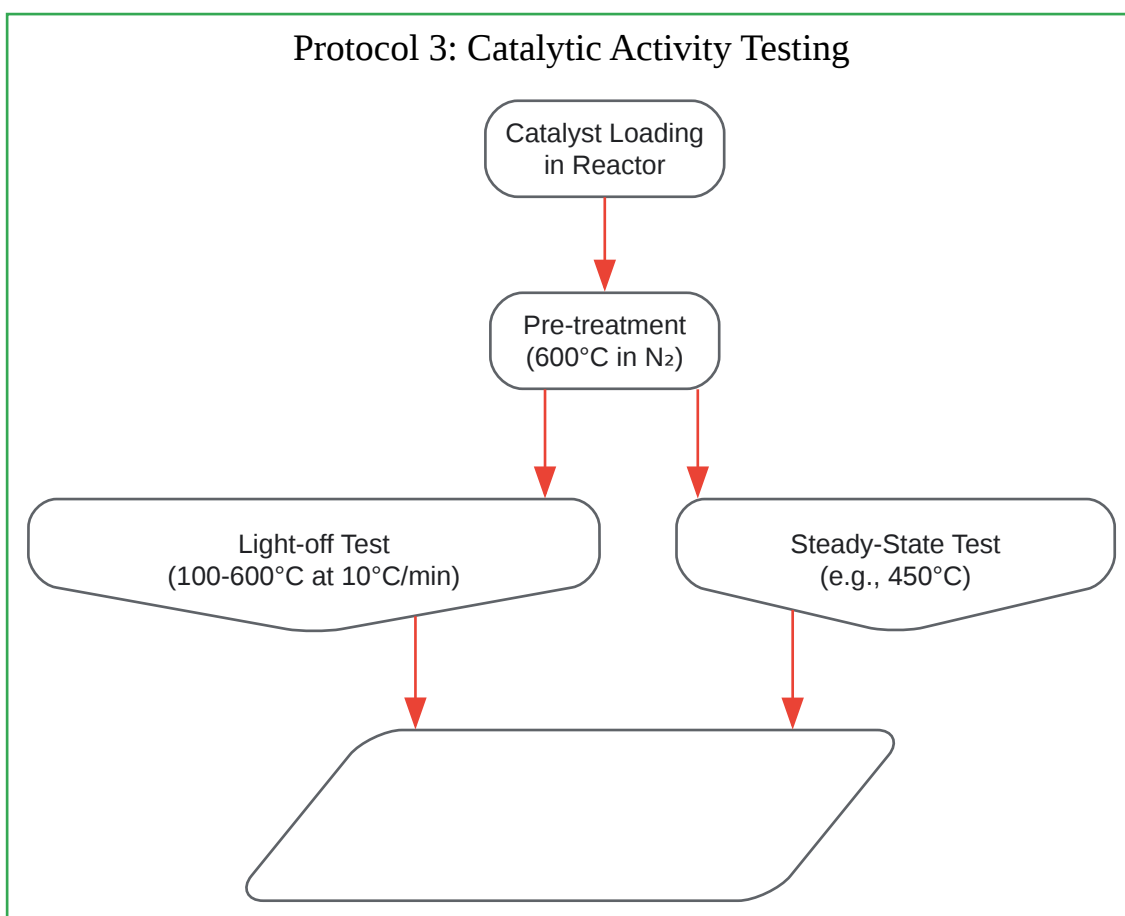 Protocol 3: Catalytic Activity Testing
Catalyst Loading
in Reactor
Pre-treatment
(600°C in N₂)
Light-off Test
(100-600°C at 10°C/min)
Steady-State Test
(e.g., 450°C)